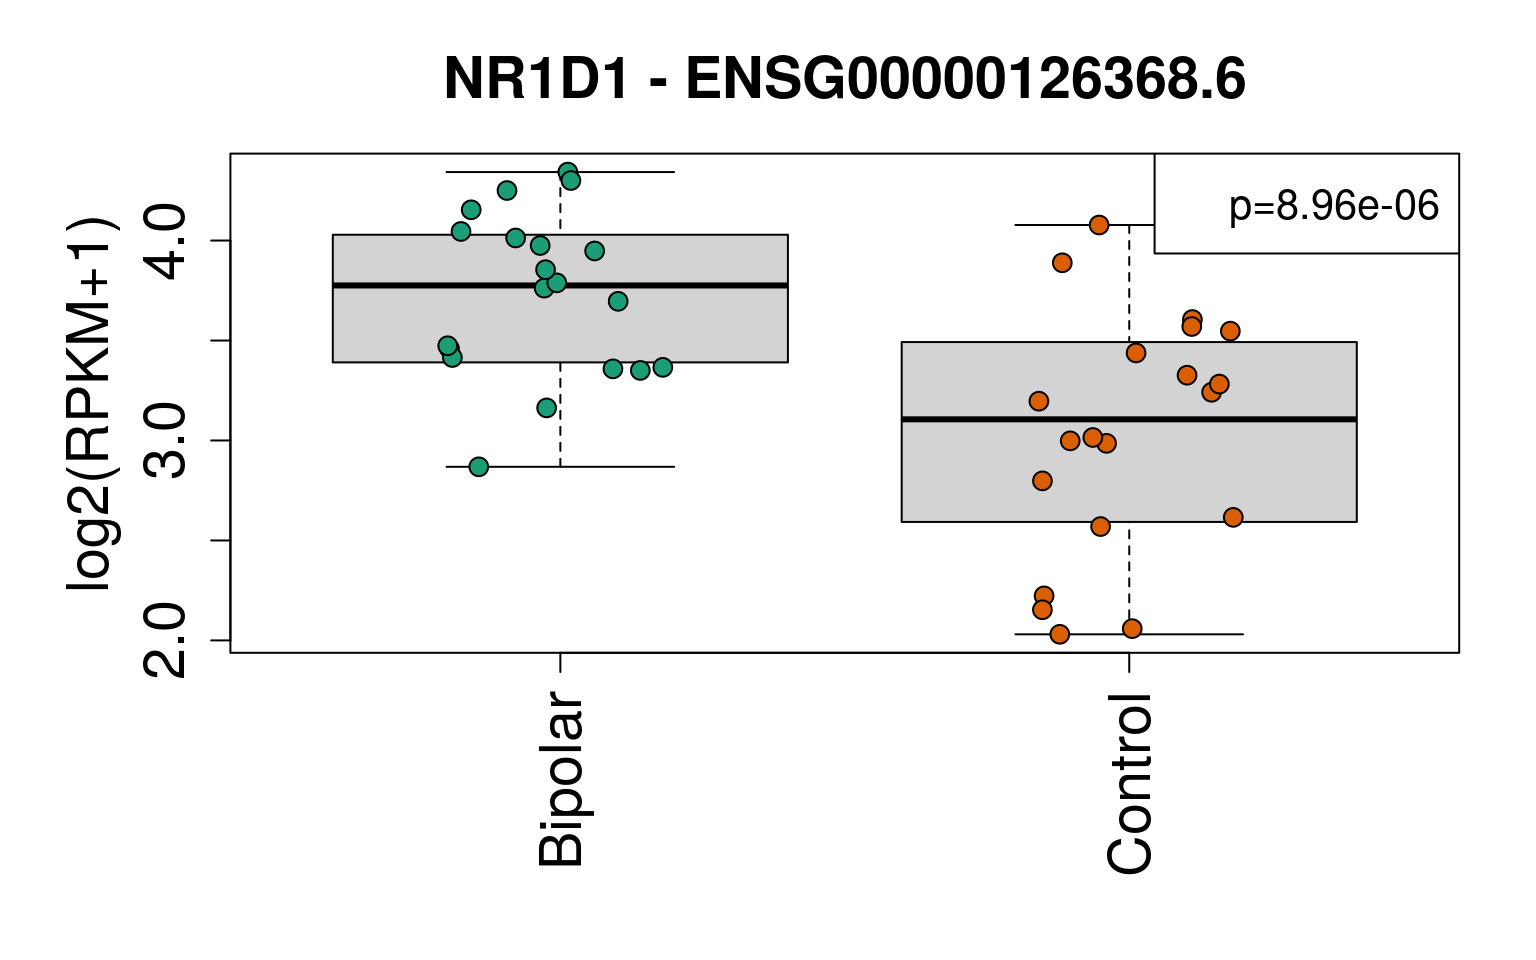 NR1D1 - ENSG00000126368.6
p=8.96e-06
log2(RPKM+1)
4.0
3.0
2.0
Bipolar
Control